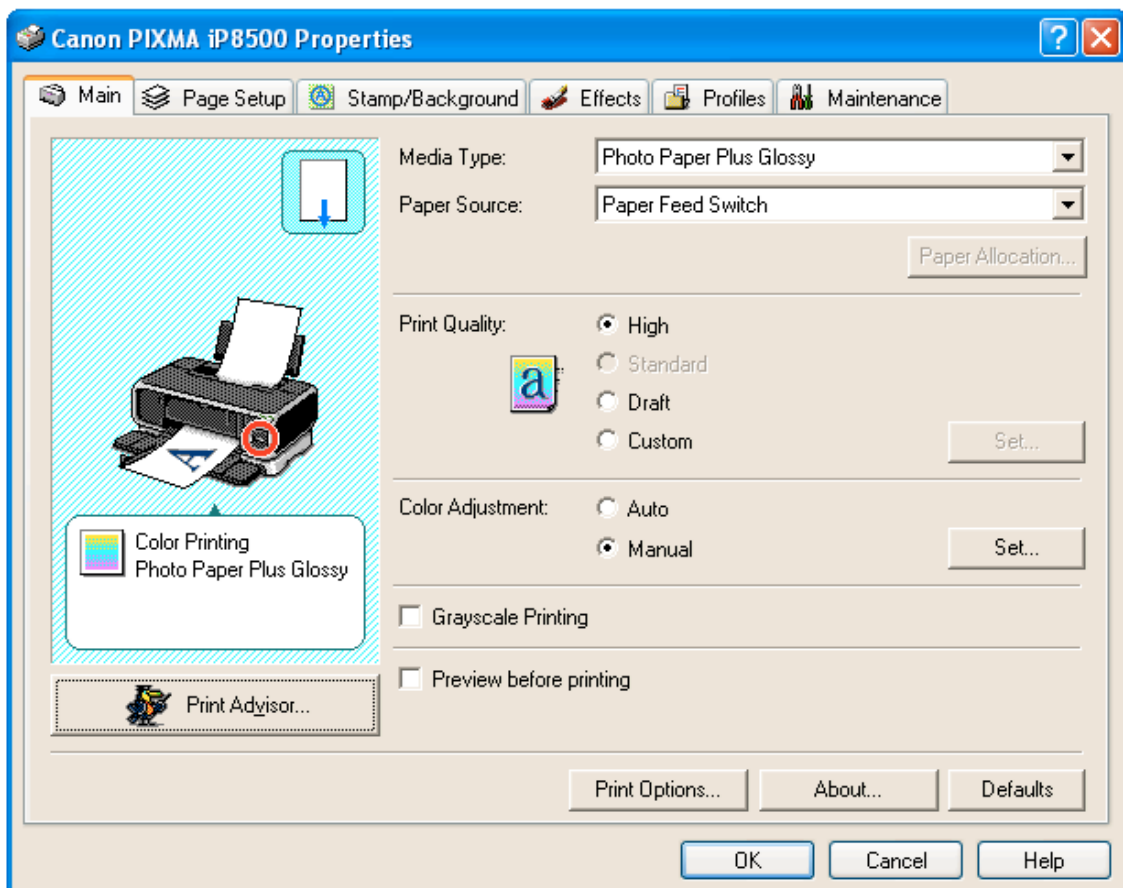 Canon PIXMA iP8500 Properties
Main Page Setup Stamp/Background Effects Profiles Maintenance
Media Type: Photo Paper Plus Glossy
Paper Source: Paper Feed Switch
Paper Allocation...
Print Quality: High
Standard
a
Draft
Custom Set...
Color Adjustment: Auto
Manual Set...
A
Color Printing
Photo Paper Plus Glossy
Grayscale Printing
Preview before printing
Print Advisor...
Print Options... About... Defaults
OK Cancel Help